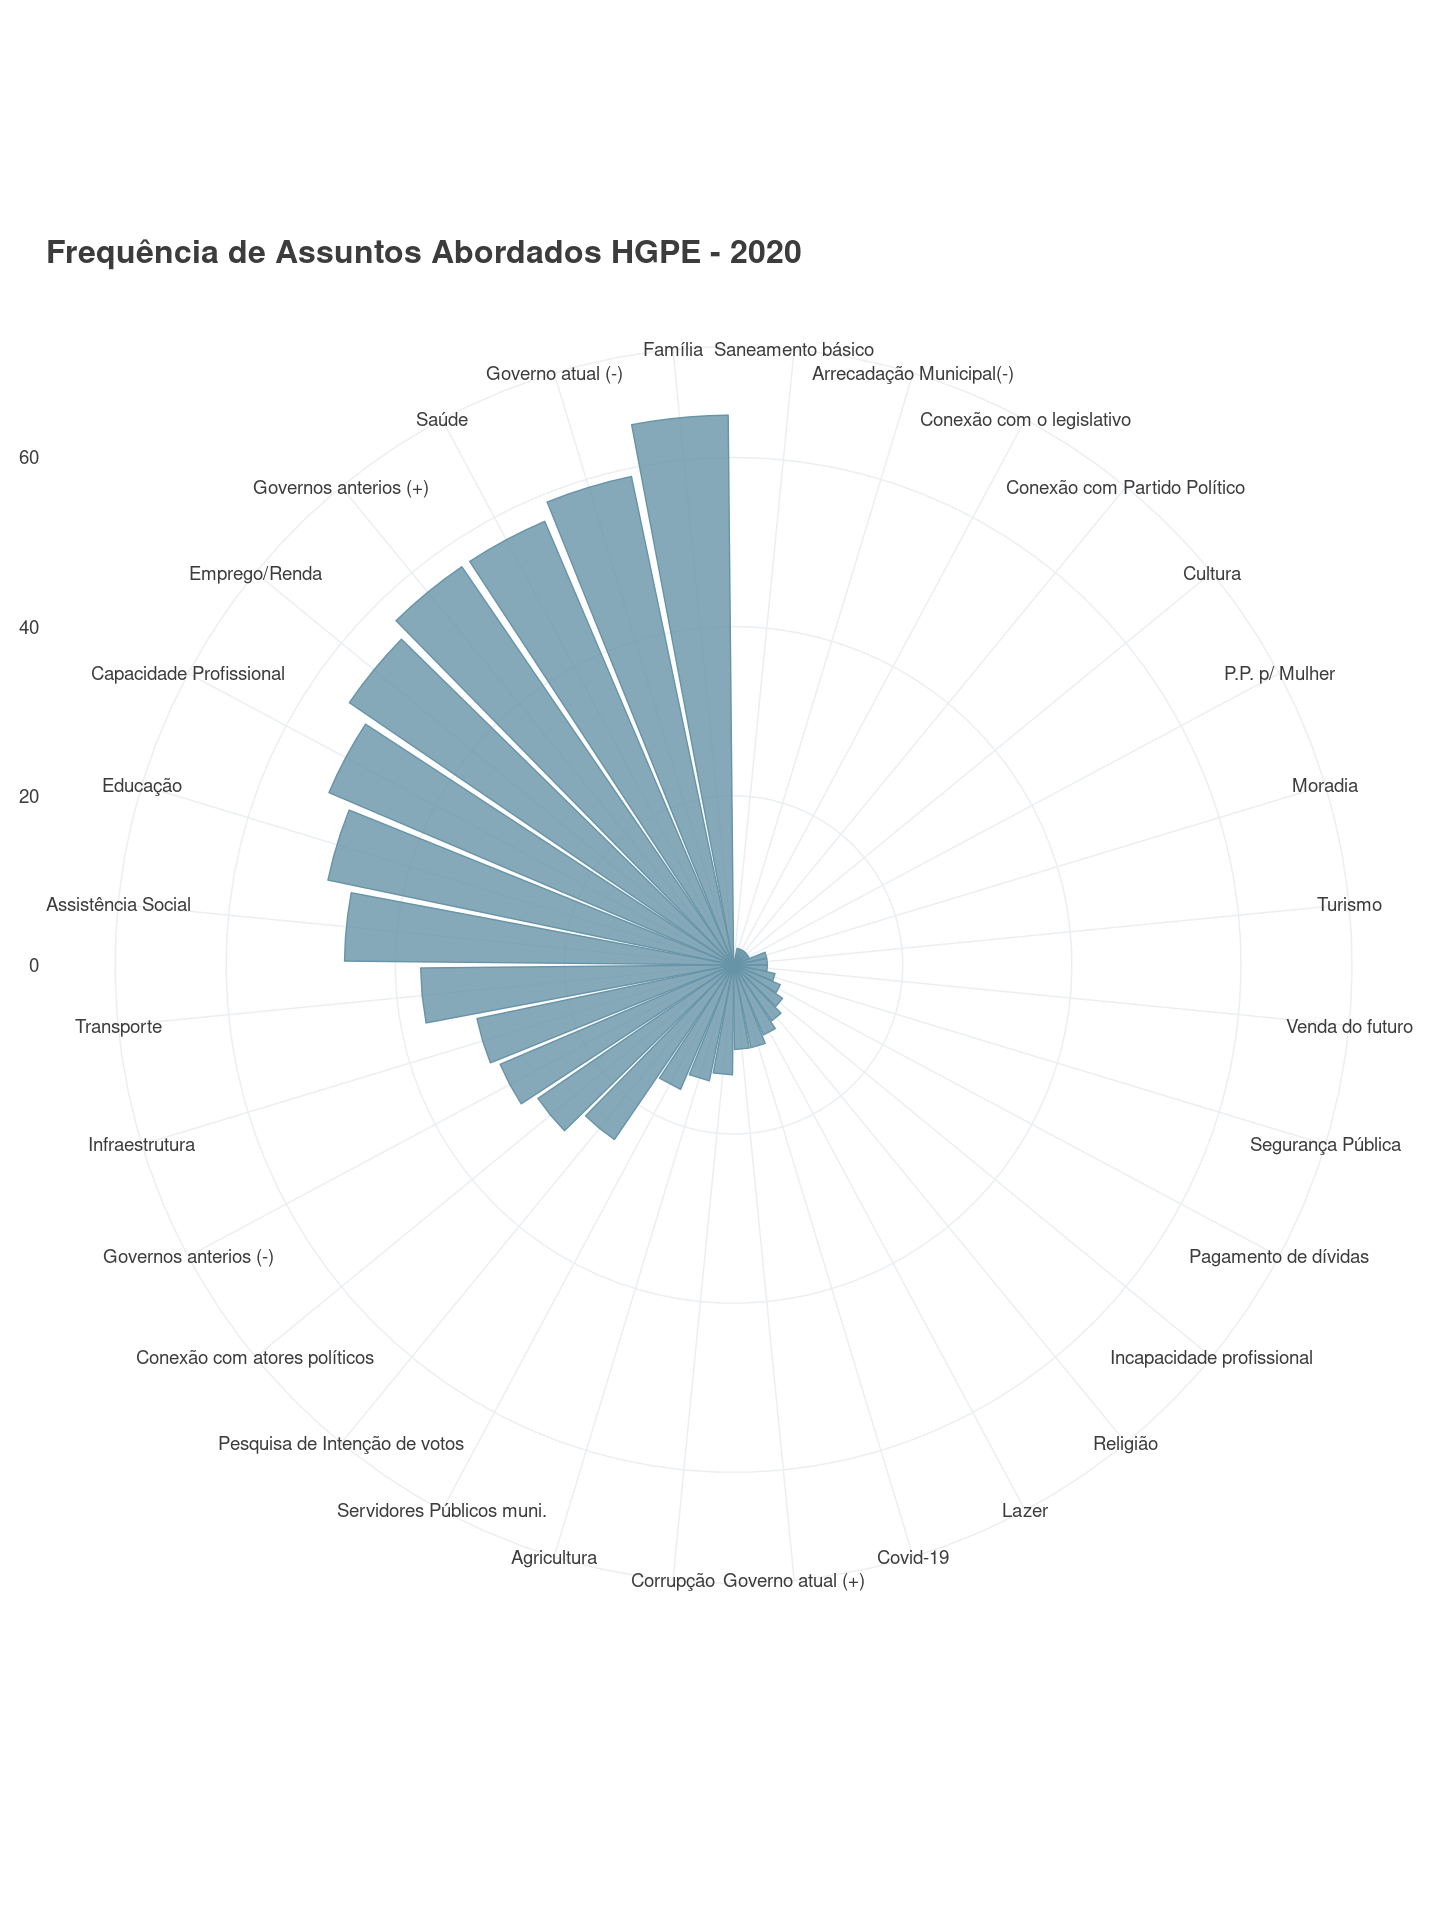 Frequência de Assuntos Abordados HGPE - 2020
Família
Saneamento básico
Governo atual (-)
Arrecadação Municipal(-)
Saúde
Conexão com o legislativo
60
Governos anterios (+)
Conexão com Partido Político
Emprego/Renda
Cultura
40
Capacidade Profissional
P.P. p/ Mulher
Educação
Moradia
20
Assistência Social
Turismo
0
Transporte
Venda do futuro
Infraestrutura
Segurança Pública
Governos anterios (-)
Pagamento de dívidas
Conexão com atores políticos
Incapacidade profissional
Pesquisa de Intenção de votos
Religião
Servidores Públicos muni.
Lazer
Agricultura
Covid-19
Corrupção
Governo atual (+)